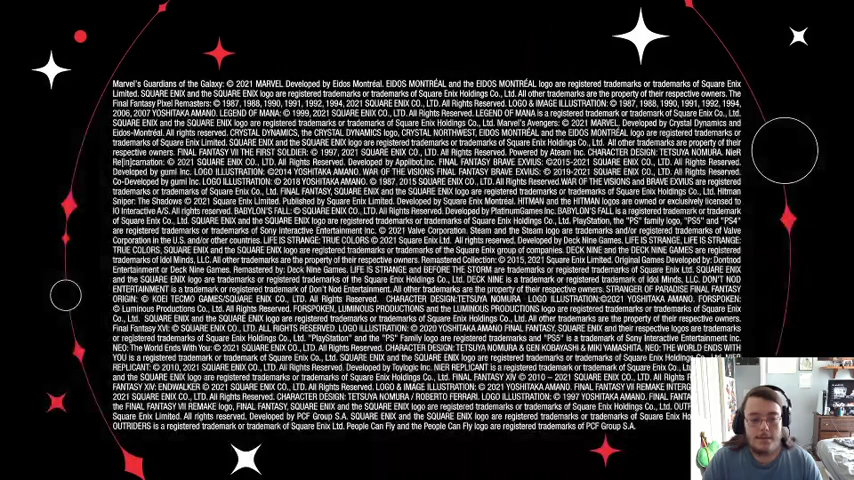 Marvel's Guardians of the Galaxy: © 2021 MARVEL Developed by Eidos Montréal. EIDOS MONTRÉAL and the EIDOS MONTRÉAL logo are registered trademarks or trademarks of Square Enix
Limited. SQUARE ENIX and the SQUARE ENIX logo are registered trademarks or trademarks of Square Enix Holdings Co., Ltd. All other trademarks are the property of their respective owners. The
Final Fantasy Pixel Remasters: © 1987, 1988, 1990, 1991, 1992, 1994, 2021 SQUARE ENIX CO., LTD. All Rights Reserved. LOGO & IMAGE ILLUSTRATION: © 1987, 1988, 1990, 1991, 1992, 1994,
2006, 2007 YOSHITAKA AMANO. LEGEND OF MANA: © 1999, 2021 SQUARE ENIX CO., LTD. All Rights Reserved. LEGEND OF MANA is a registered trademark or trademark of Square Enix Co., Ltd.
SQUARE ENIX and the SQUARE ENIX logo are registered trademarks or trademarks of Square Enix Holdings Co., Ltd. Marvel's Avengers: © 2021 MARVEL. Developed by Crystal Dynamics and
Eidos-Montréal. All rights reserved. CRYSTAL DYNAMICS, the CRYSTAL DYNAMICS logo, CRYSTAL NORTHWEST, EIDOS MONTREAL and the EIDOS MONTREAL logo are registered trademarks or
trademarks of Square Enix Limited. SQUARE ENIX and the SQUARE ENIX logo are registered trademarks or trademarks of Square Enix Holdings Co., Ltd. All other trademarks are the property of their
respective owners. FINAL FANTASY VII THE FIRST SOLDIER: © 1997, 2021 SQUARE ENIX CO., LTD. All Rights Reserved. Powered by Ateam Inc. CHARACTER DESIGN: TETSUYA NOMURA. NieR
Re[in]carnation: © 2021 SQUARE ENIX CO., LTD. All Rights Reserved. Developed by Applibot,Inc. FINAL FANTASY BRAVE EXVIUS: ©2015-2021 SQUARE ENIX CO., LTD. All Rights Reserved.
Developed by gumi Inc. LOGO ILLUSTRATION: ©2014 YOSHITAKA AMANO. WAR OF THE VISIONS FINAL FANTASY BRAVE EXVIUS: © 2019-2021 SQUARE ENIX CO., LTD. All Rights Reserved.
Co-Developed by gumi Inc. LOGO ILLUSTRATION: © 2018 YOSHITAKA AMANO. © 1987, 2015 SQUARE ENIX CO., LTD. All Rights Reserved.WAR OF THE VISIONS and BRAVE EXVIUS are registered
trademarks or trademarks of Square Enix Co., Ltd. FINAL FANTASY, SQUARE ENIX and the SQUARE ENIX logo are registered trademarks or trademarks of Square Enix Holdings Co., Ltd. Hitman
Sniper: The Shadows © 2021 Square Enix Limited. Published by Square Enix Limited. Developed by Square Enix Montréal. HITMAN and the HITMAN logos are owned or exclusively licensed to
IO Interactive A/S. All rights reserved. BABYLON'S FALL: © SQUARE ENIX CO., LTD. All Rights Reserved. Developed by PlatinumGames Inc. BABYLON'S FALL is a registered trademark or trademark
of Square Enix Co., Ltd. SQUARE ENIX and the SQUARE ENIX logo are registered trademarks or trademarks of Square Enix Holdings Co., Ltd. PlayStation, the "PS" family logo, "PS5" and "PS4"
are registered trademarks or trademarks of Sony Interactive Entertainment Inc. © 2021 Valve Corporation. Steam and the Steam logo are trademarks and/or registered trademarks of Valve
Corporation in the U.S. and/or other countries. LIFE IS STRANGE: TRUE COLORS © 2021 Square Enix Ltd. All rights reserved. Developed by Deck Nine Games. LIFE IS STRANGE, LIFE IS STRANGE:
TRUE COLORS, SQUARE ENIX and the SQUARE ENIX logo are registered trademarks or trademarks of the Square Enix group of companies. DECK NINE and the DECK NINE GAMES are registered
trademarks of Idol Minds, LLC. All other trademarks are the property of their respective owners. Remastered Collection: © 2015, 2021 Square Enix Limited. Original Games Developed by: Dontnod
Entertainment or Deck Nine Games. Remastered by: Deck Nine Games. LIFE IS STRANGE and BEFORE THE STORM are trademarks or registered trademarks of Square Enix Ltd. SQUARE ENIX
and the SQUARE ENIX logo are trademarks or registered trademarks of the Square Enix Holdings Co. Ltd. DECK NINE is a registered trademark of Idol Minds, LLC. DON'T NOD
ENTERTAINMENT is a trademark of Don't Nod Entertainment. All other trademarks are the property of their respective owners. STRANGER OF PARADISE FINAL FANTASY
ORIGIN: © KOEI TECMO GAMES/SQUARE ENIX CO., LTD. All Rights Reserved. CHARACTER DESIGN:TETSUYA NOMURA LOGO ILLUSTRATION:©2021 YOSHITAKA AMANO. FORSPOKEN:
© Luminous Productions Co., Ltd. All Rights Reserved. FORSPOKEN, LUMINOUS PRODUCTIONS and the LUMINOUS PRODUCTIONS logo are registered trademarks or trademarks of Square Enix
Co., Ltd. SQUARE ENIX and the SQUARE ENIX logo are registered trademarks or trademarks of Square Enix Holdings Co., Ltd. All other trademarks are the property of their respective owners.
Final Fantasy XVI: © SQUARE ENIX CO., LTD. ALL RIGHTS RESERVED. LOGO ILLUSTRATION: © 2020 YOSHITAKA AMANO FINAL FANTASY, SQUARE ENIX and their respective logos are trademarks
or registered trademarks of Square Enix Holdings Co., Ltd. "PlayStation" and the "PS" Family logo are registered trademarks and "PS5" is a trademark of Sony Interactive Entertainment Inc.
NEO: The World Ends With You: © 2021 SQUARE ENIX CO., LTD. All Rights Reserved. CHARACTER DESIGN: TETSUYA NOMURA & GEN KOBAYASHI & MIKI YAMASHITA. NEO: THE WORLD ENDS WITH
YOU is a registered trademark or trademark of Square Enix Co., Ltd. SQUARE ENIX and the SQUARE ENIX logo are registered trademarks or trademarks of Square Enix Holdings Co., Ltd. NIER
REPLICANT: © 2010, 2021 SQUARE ENIX CO., LTD. All Rights Reserved. Developed by Toylogic Inc. NIER REPLICANT is a registered trademark or trademark of Square Enix Co., Ltd.
and the SQUARE ENIX logo are registered trademarks or trademarks of Square Enix Holdings Co., Ltd. FINAL FANTASY XIV © 2010 – 2021 SQUARE ENIX CO., LTD. All Rights
FANTASY XIV: ENDWALKER © 2021 SQUARE ENIX CO., LTD. All Rights Reserved. LOGO & IMAGE ILLUSTRATION: © 2021 YOSHITAKA AMANO. FINAL FANTASY VII REMAKE INTERG
2021 SQUARE ENIX CO., LTD. All Rights Reserved. CHARACTER DESIGN: TETSUYA NOMURA / ROBERTO FERRARI. LOGO ILLUSTRATION: © 1997 YOSHITAKA AMANO. FINAL
the FINAL FANTASY VII REMAKE logo, FINAL FANTASY, SQUARE ENIX and the SQUARE ENIX logo are registered trademarks or trademarks of Square Enix Holdings Co., Ltd. OUT
Square Enix Limited. All rights reserved. Developed by PCF Group S.A. SQUARE ENIX and the SQUARE ENIX logo are registered trademarks or trademarks of Square Enix Ho
OUTRIDERS is a registered trademark or trademark of Square Enix Ltd. People Can Fly and the People Can Fly logo are registered trademarks of PCF Group S.A.